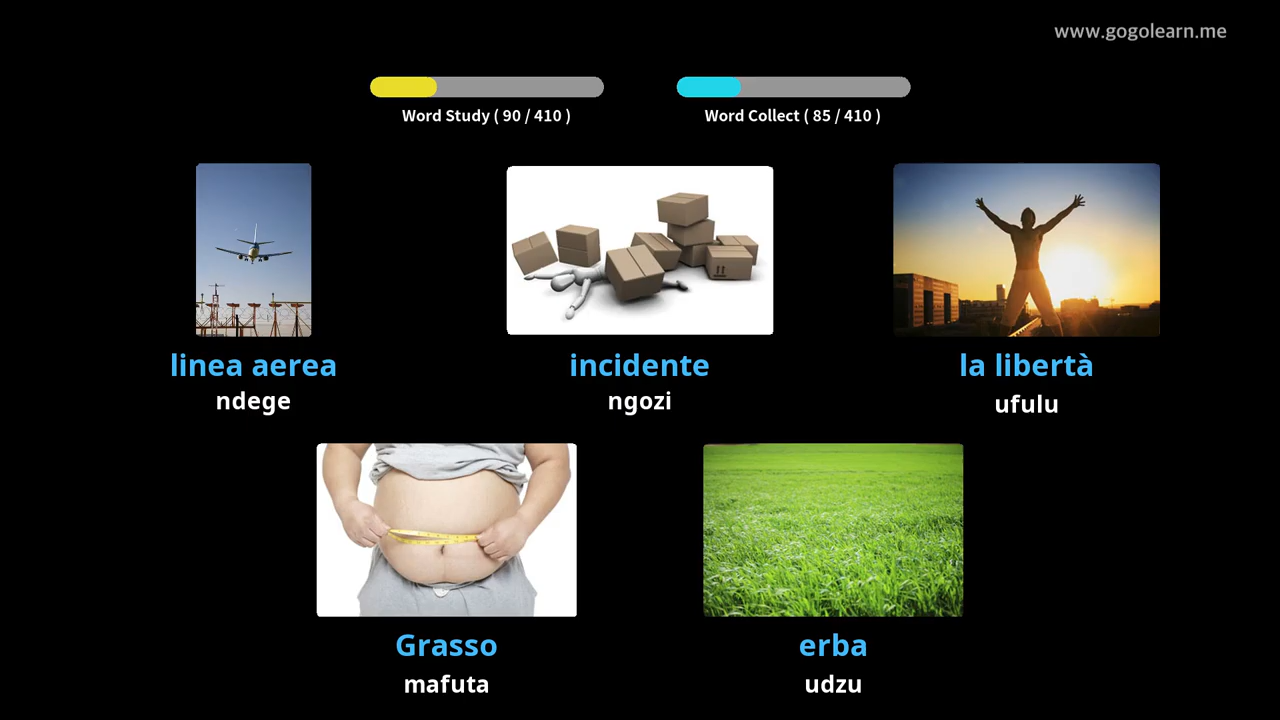 www.gogolearn.me
Word Study ( 90 / 410 )
Word Collect ( 85 / 410 )
linea aerea
ndege
incidente
ngozi
la libertà
ufulu
Grasso
mafuta
erba
udzu